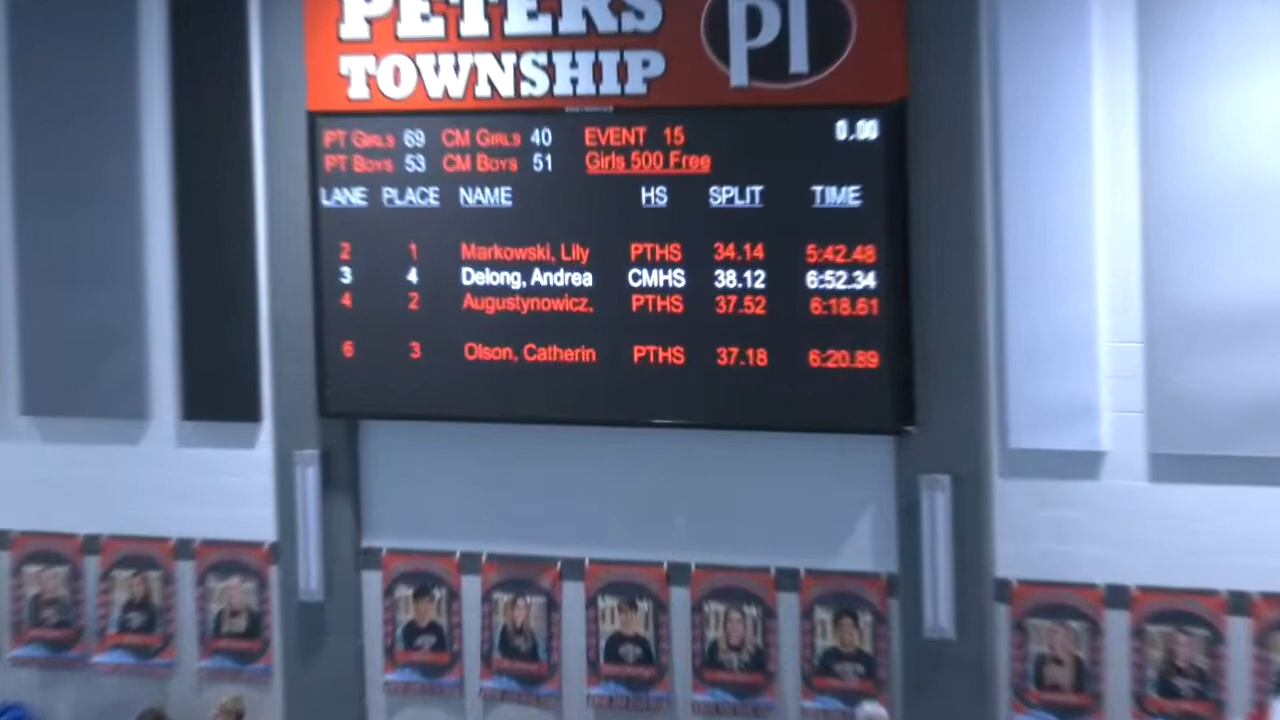 PETERS
TOWNSHIP
PT
PT GIRLS 69 CM GIRLS 40 EVENT 15 0.00
PT BOYS 53 CM BOYS 51 Girls 500 Free
LANE PLACE NAME HS SPLIT TIME
2 1 Markowski, Lily PTHS 34.14 5:42.48
3 4 Delong, Andrea CMHS 38.12 6:52.34
4 2 Augustynowicz, PTHS 37.52 6:18.61
6 3 Olson, Catherin PTHS 37.18 6:20.89